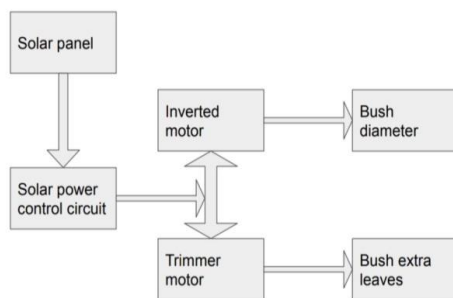 Solar panel
Inverted
motor
Bush
diameter
Solar power
control circuit
Trimmer
motor
Bush extra
leaves